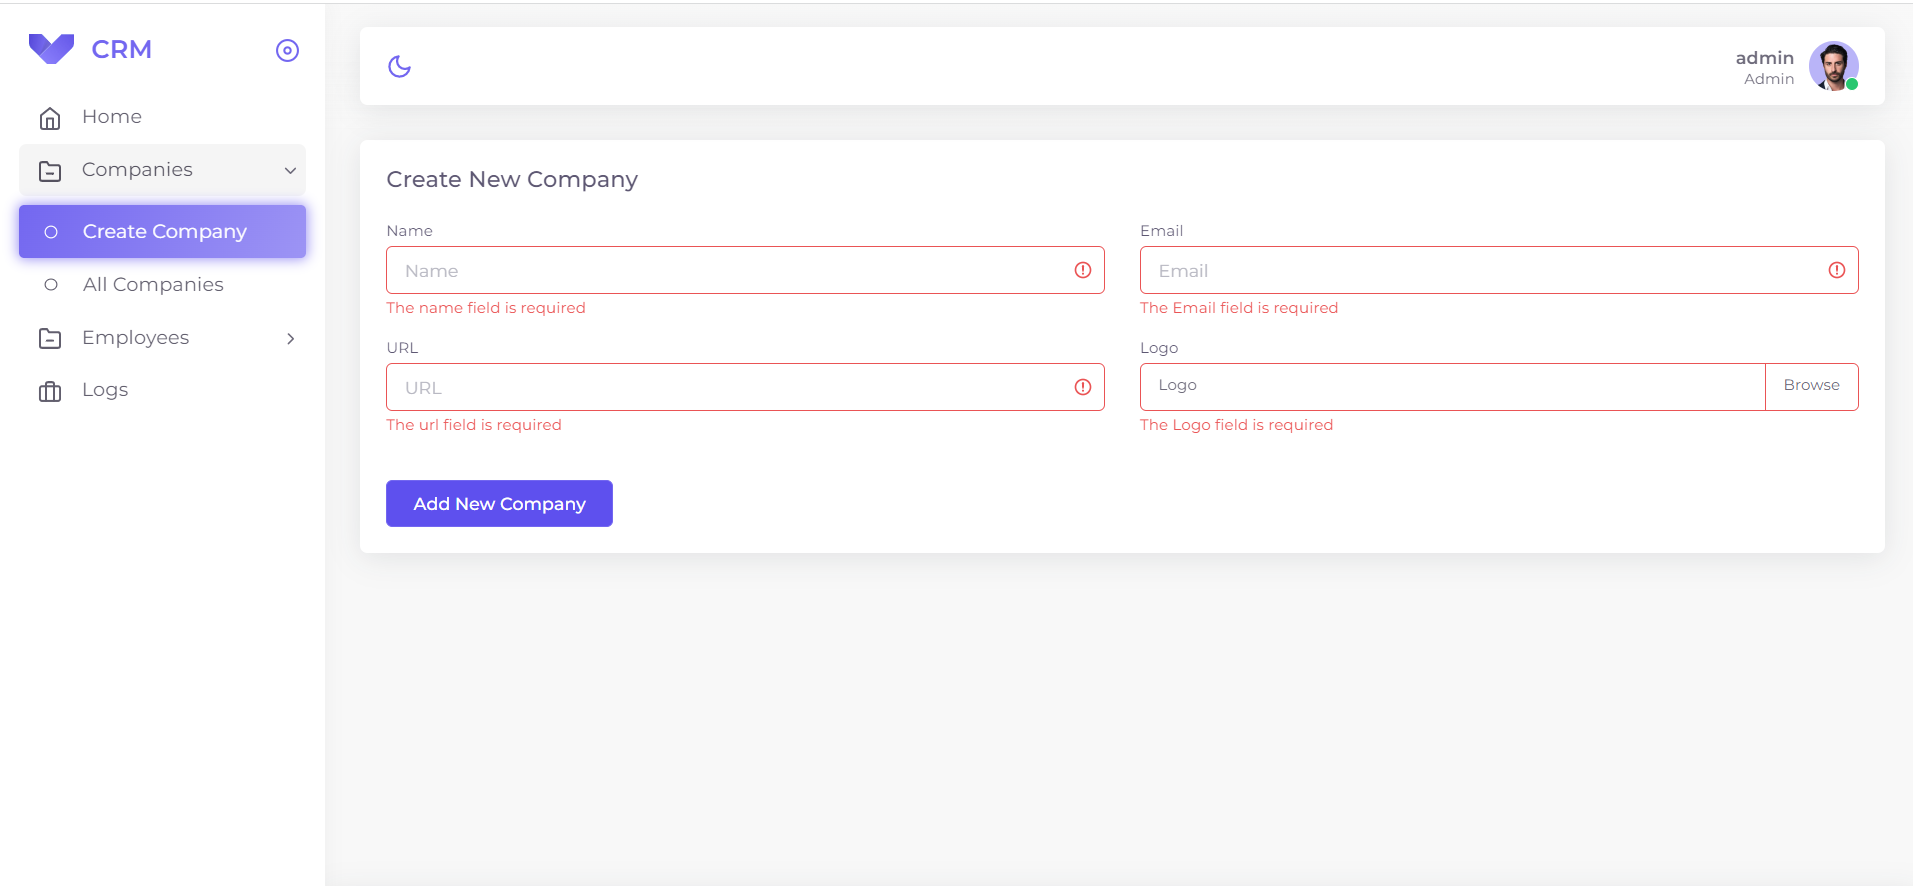 CRM
Home
Companies
Create Company
All Companies
Employees
Logs
admin
Admin
Create New Company
Name
Name
The name field is required
Email
Email
The Email field is required
URL
URL
The url field is required
Logo
Logo
Browse
The Logo field is required
Add New Company